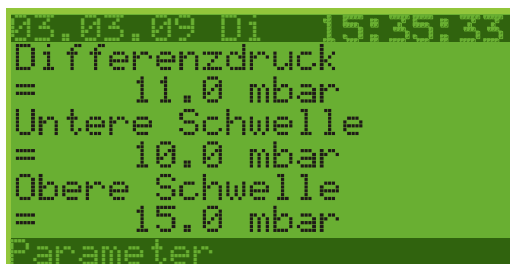 03.03.09 Di 15:35:33
Differenzdruck
= 11.0 mbar
Untere Schwelle
= 10.0 mbar
Obere Schwelle
= 15.0 mbar
Parameter